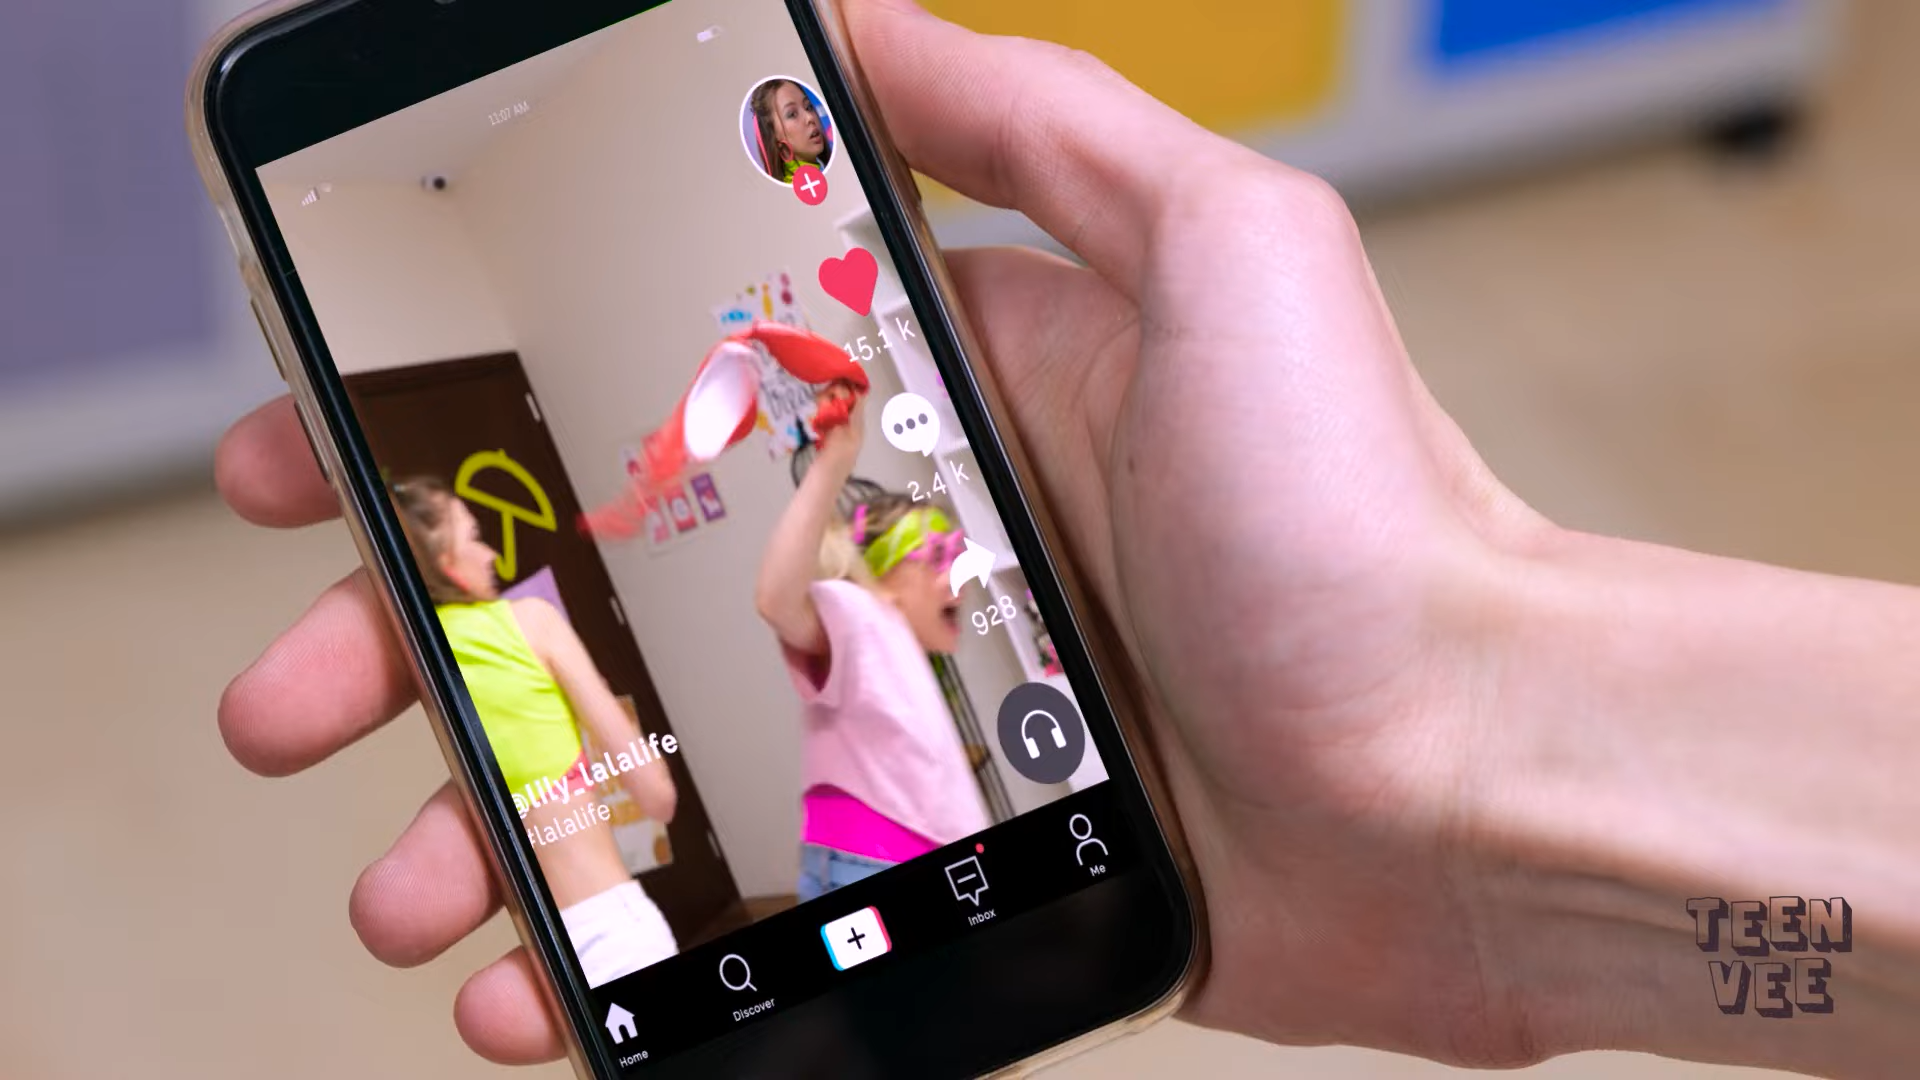 11:07 AM
15,1 k
2,4 k
928
@lily_lalalife
#lalalife
Home
Discover
Inbox
Me
TEEN
VEE